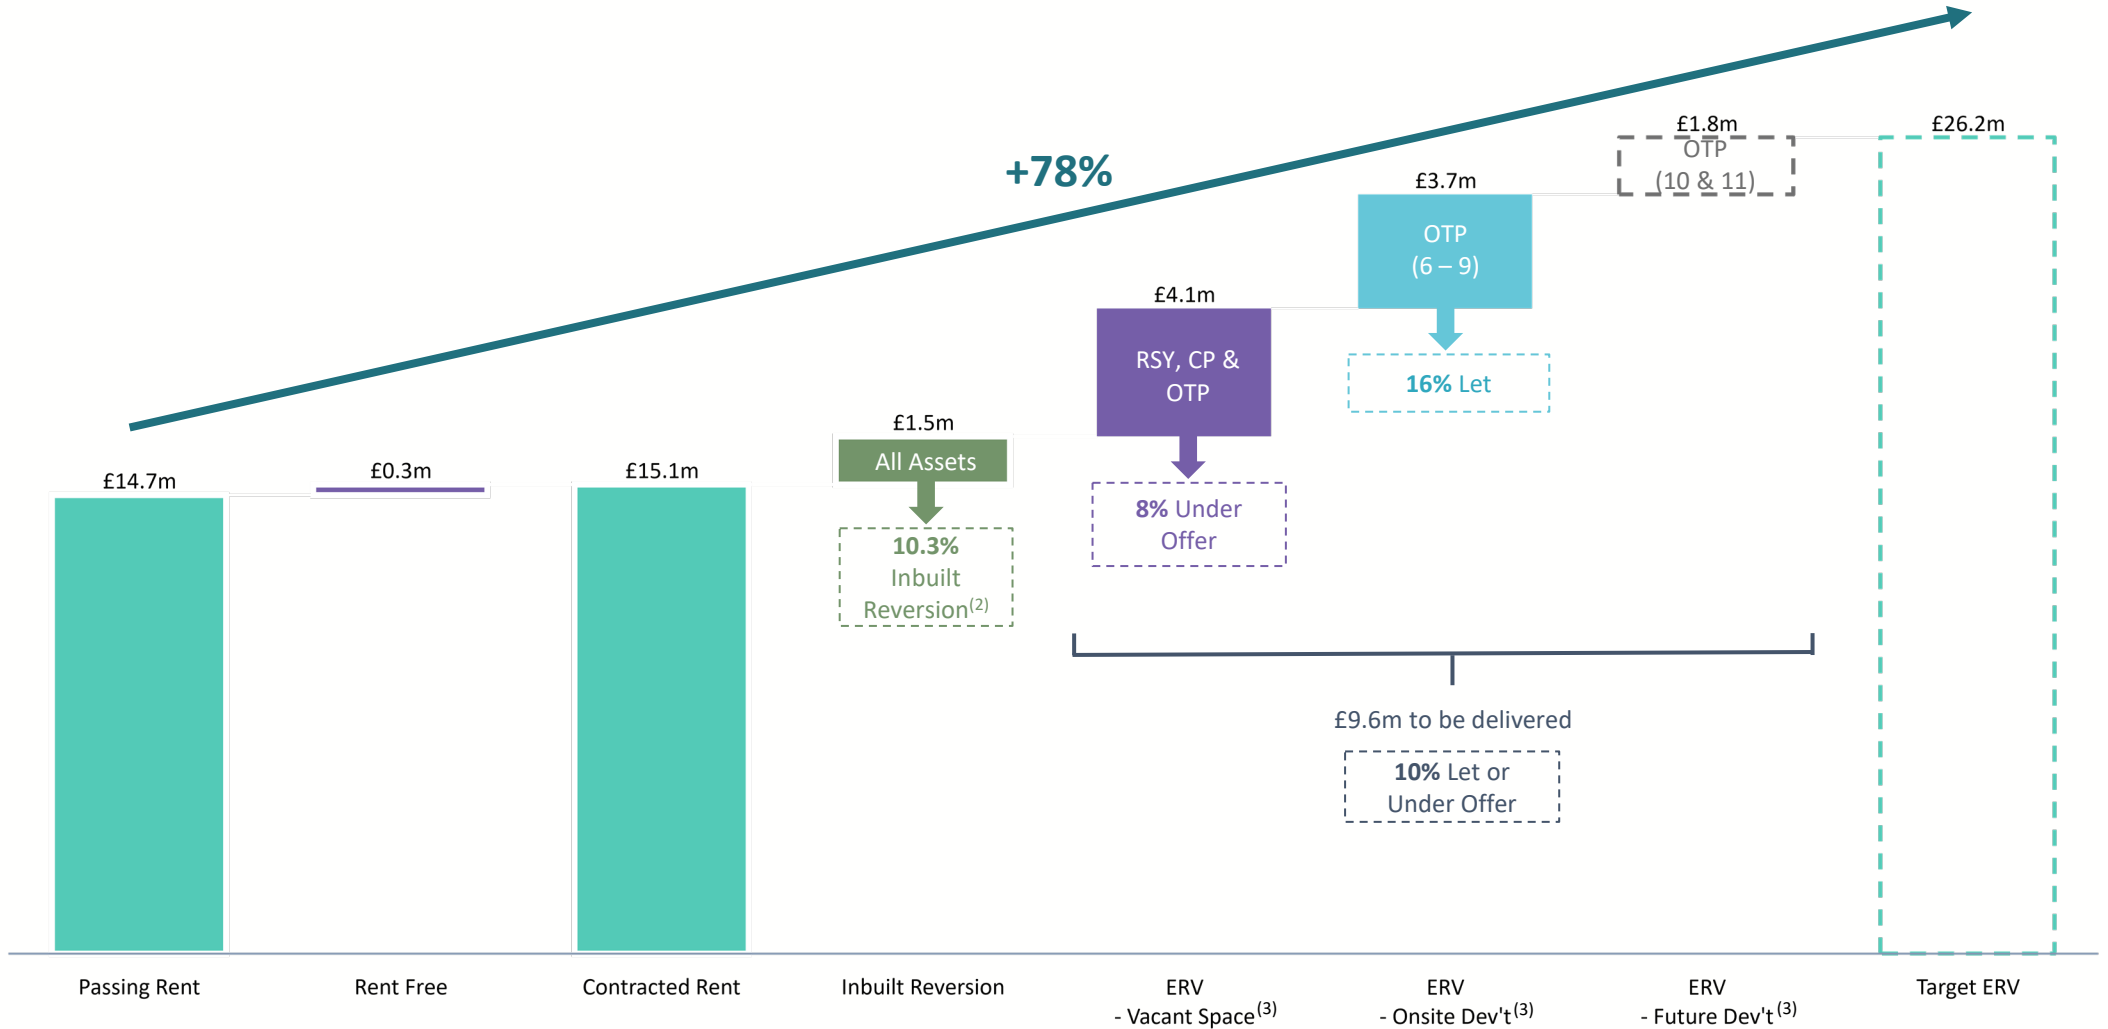 £1.8m
£26.2m
OTP
(10 & 11)
+78%
£3.7m
OTP
(6 – 9)
£4.1m
RSY, CP &
OTP
16% Let
£1.5m
All Assets
£14.7m
£0.3m
£15.1m
8% Under
Offer
10.3%
Inbuilt
Reversion(2)
£9.6m to be delivered
10% Let or
Under Offer
Passing Rent
Rent Free
Contracted Rent
Inbuilt Reversion
ERV
- Vacant Space(3)
ERV
- Onsite Dev't(3)
ERV
- Future Dev't(3)
Target ERV